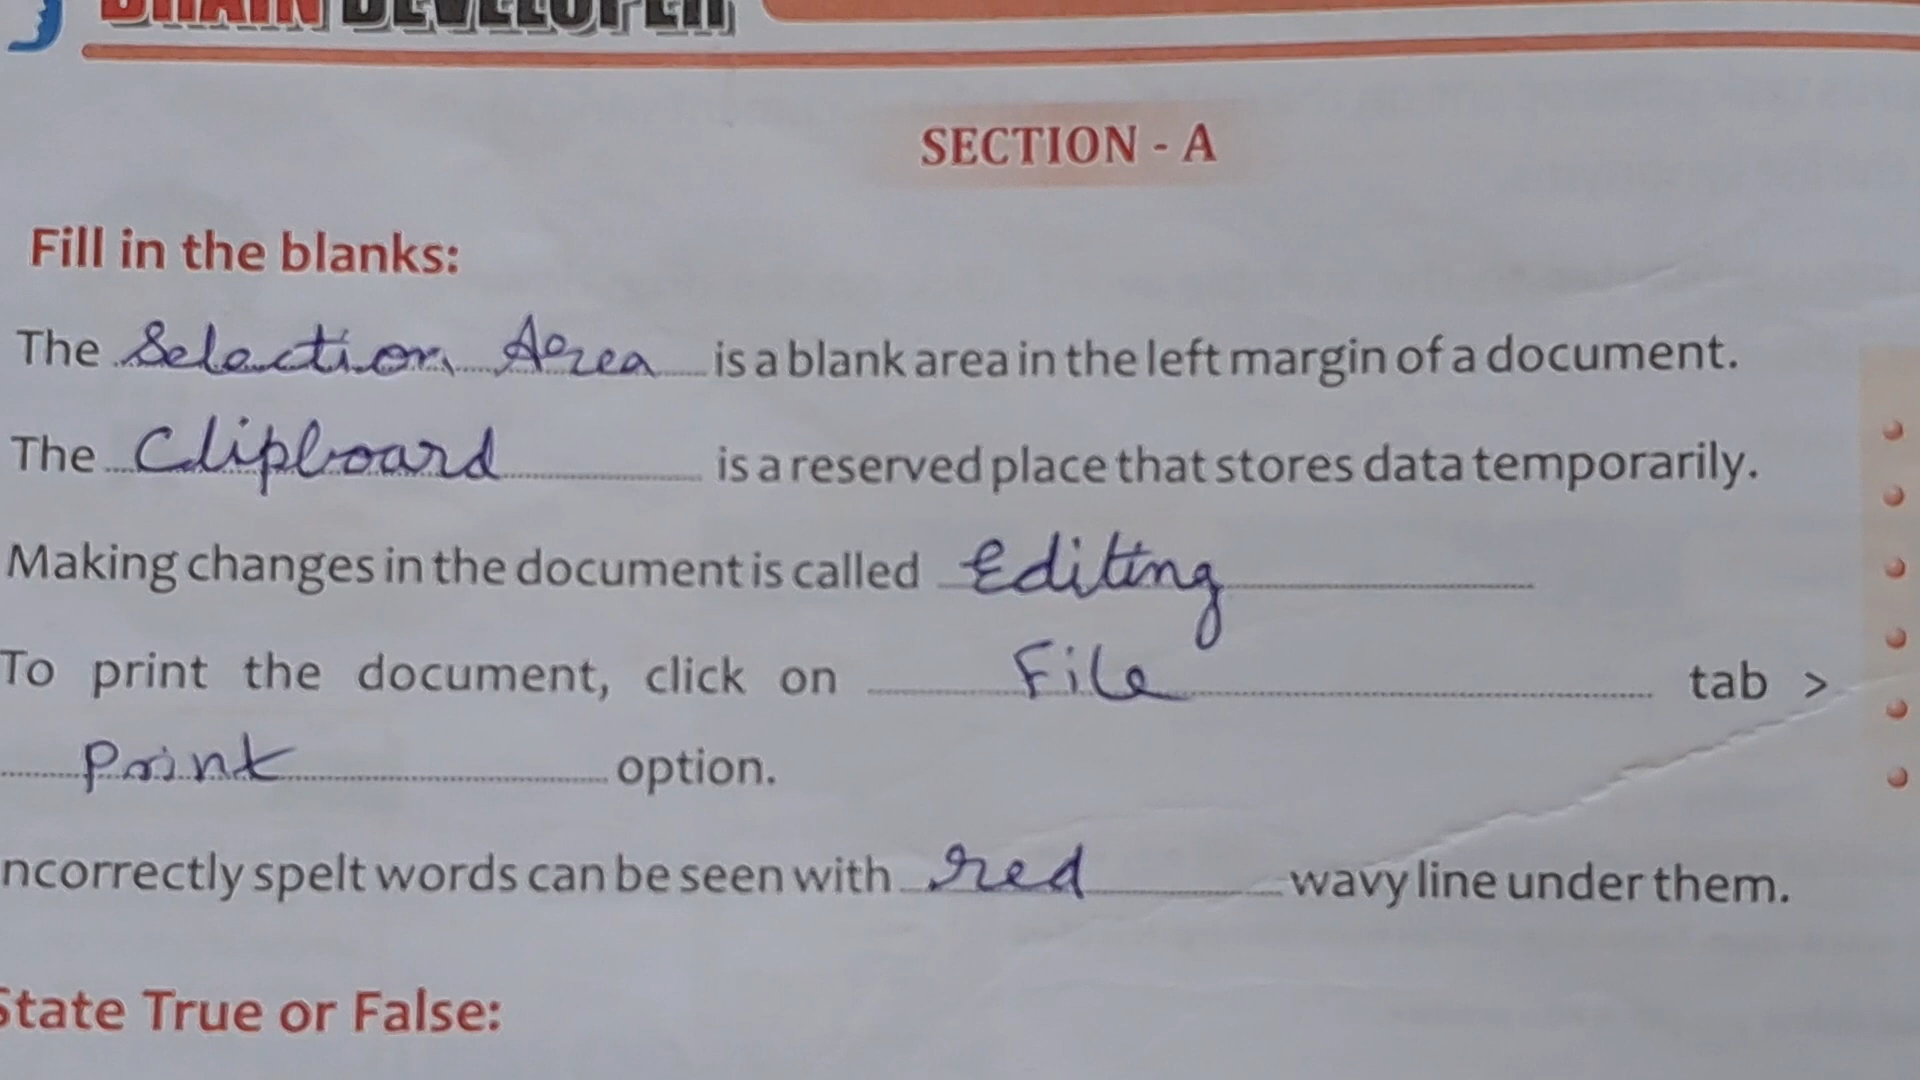 BRAIN DEVELOPER
SECTION - A
Fill in the blanks:
The Selection Area is a blank area in the left margin of a document.
The Clipboard is a reserved place that stores data temporarily.
Making changes in the document is called Editing
To print the document, click on File tab >
Print option.
ncorrectly spelt words can be seen with red wavy line under them.
State True or False: